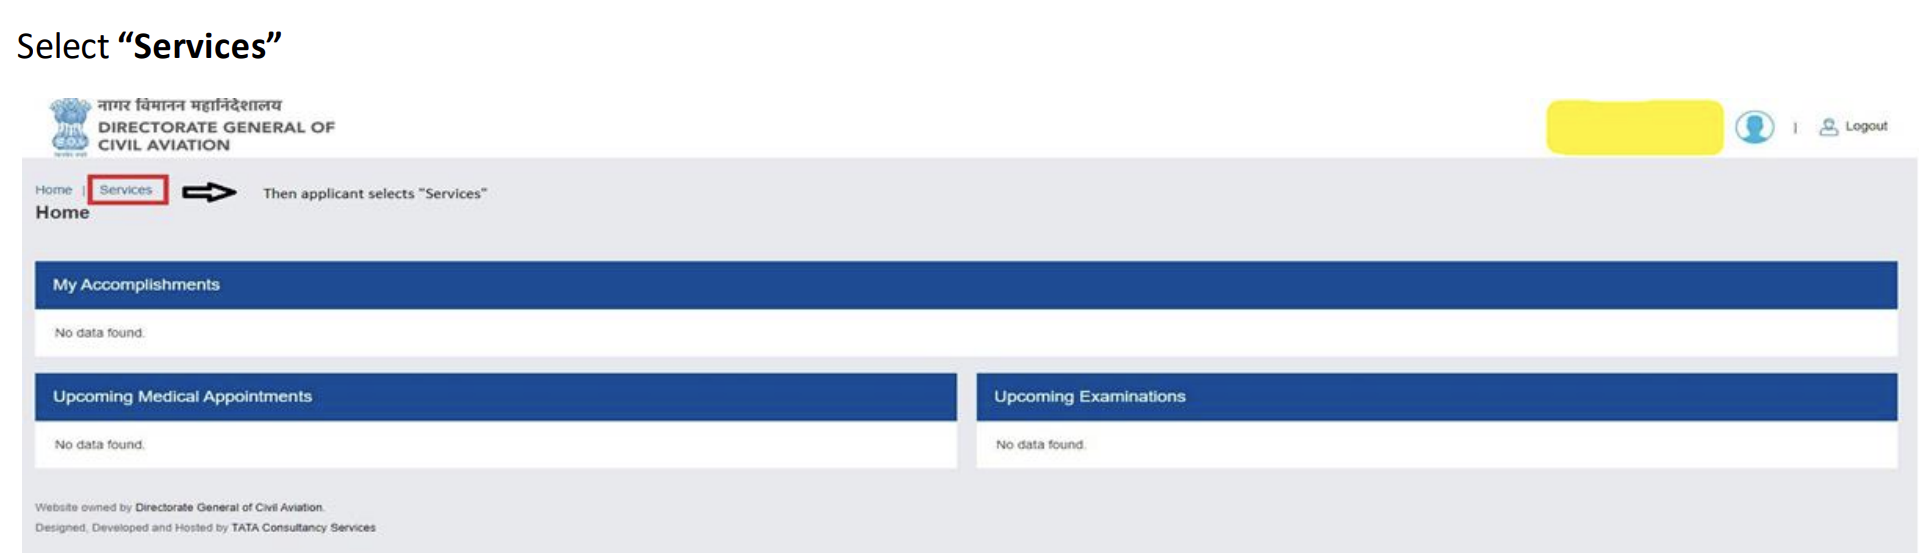 Select “Services”
नागर विमानन महानिदेशालय
DIRECTORATE GENERAL OF
CIVIL AVIATION
| Logout
Home | Services Then applicant selects "Services"
Home
My Accomplishments
No data found.
Upcoming Medical Appointments Upcoming Examinations
No data found. No data found.
Website owned by Directorate General of Civil Aviation.
Designed, Developed and Hosted by TATA Consultancy Services